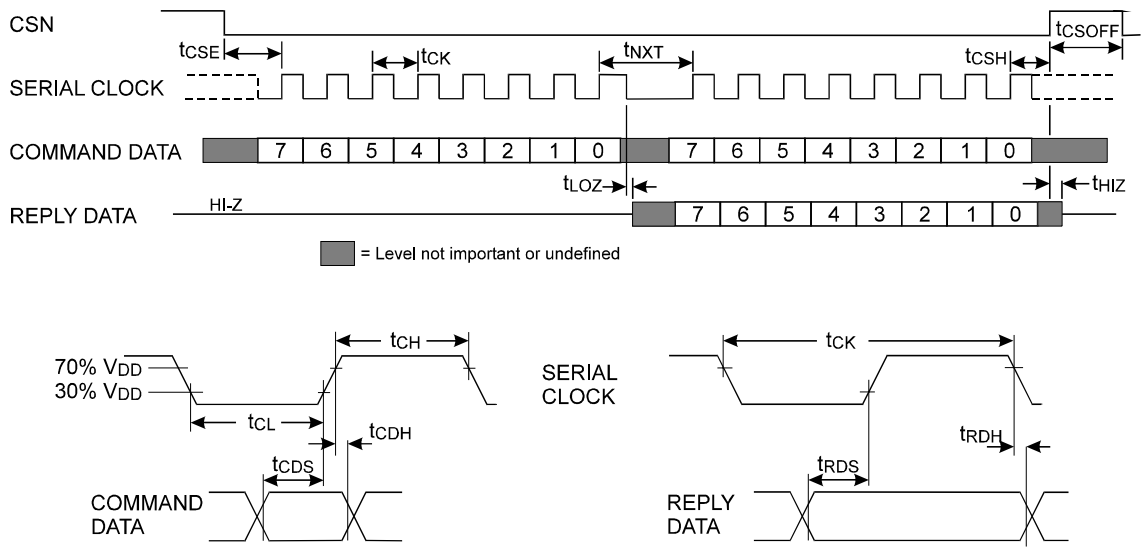 CSN
tCSE
tCK
tNXT
tCSH
tCSOFF
SERIAL CLOCK
COMMAND DATA
7 6 5 4 3 2 1 0
7 6 5 4 3 2 1 0
tLOZ
tHIZ
REPLY DATA
HI-Z
7 6 5 4 3 2 1 0
= Level not important or undefined
70% VDD
30% VDD
tCH
tCL
tCDH
tCDS
COMMAND
DATA
SERIAL
CLOCK
tCK
tRDH
tRDS
REPLY
DATA